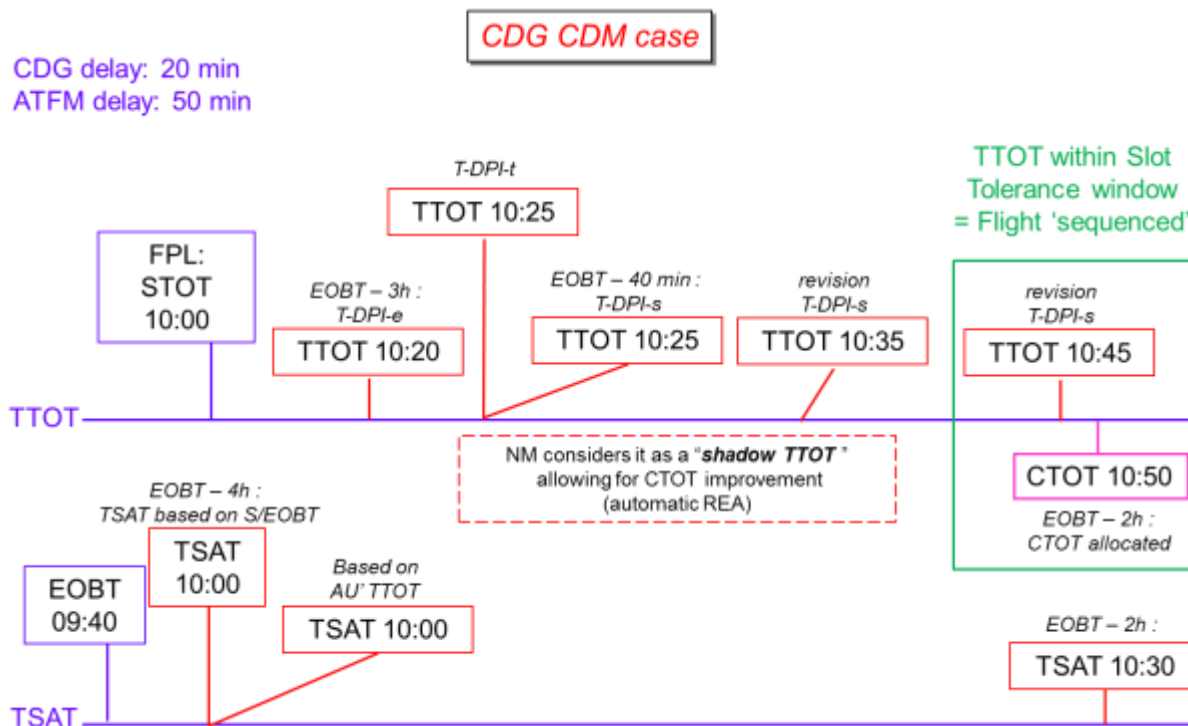 CDG CDM case
CDG delay: 20 min
ATFM delay: 50 min
T-DPI-t
TTOT 10:25
TTOT within Slot
Tolerance window
= Flight ‘sequenced’
FPL:
STOT
10:00
EOBT – 3h :
T-DPI-e
TTOT 10:20
EOBT – 40 min :
T-DPI-s
TTOT 10:25
revision
T-DPI-s
TTOT 10:35
revision
T-DPI-s
TTOT 10:45
TTOT
NM considers it as a “shadow TTOT ”
allowing for CTOT improvement
(automatic REA)
CTOT 10:50
EOBT – 2h :
CTOT allocated
EOBT – 4h :
TSAT based on S/EOBT
TSAT
10:00
EOBT
09:40
Based on
AU’ TTOT
TSAT 10:00
EOBT – 2h :
TSAT 10:30
TSAT